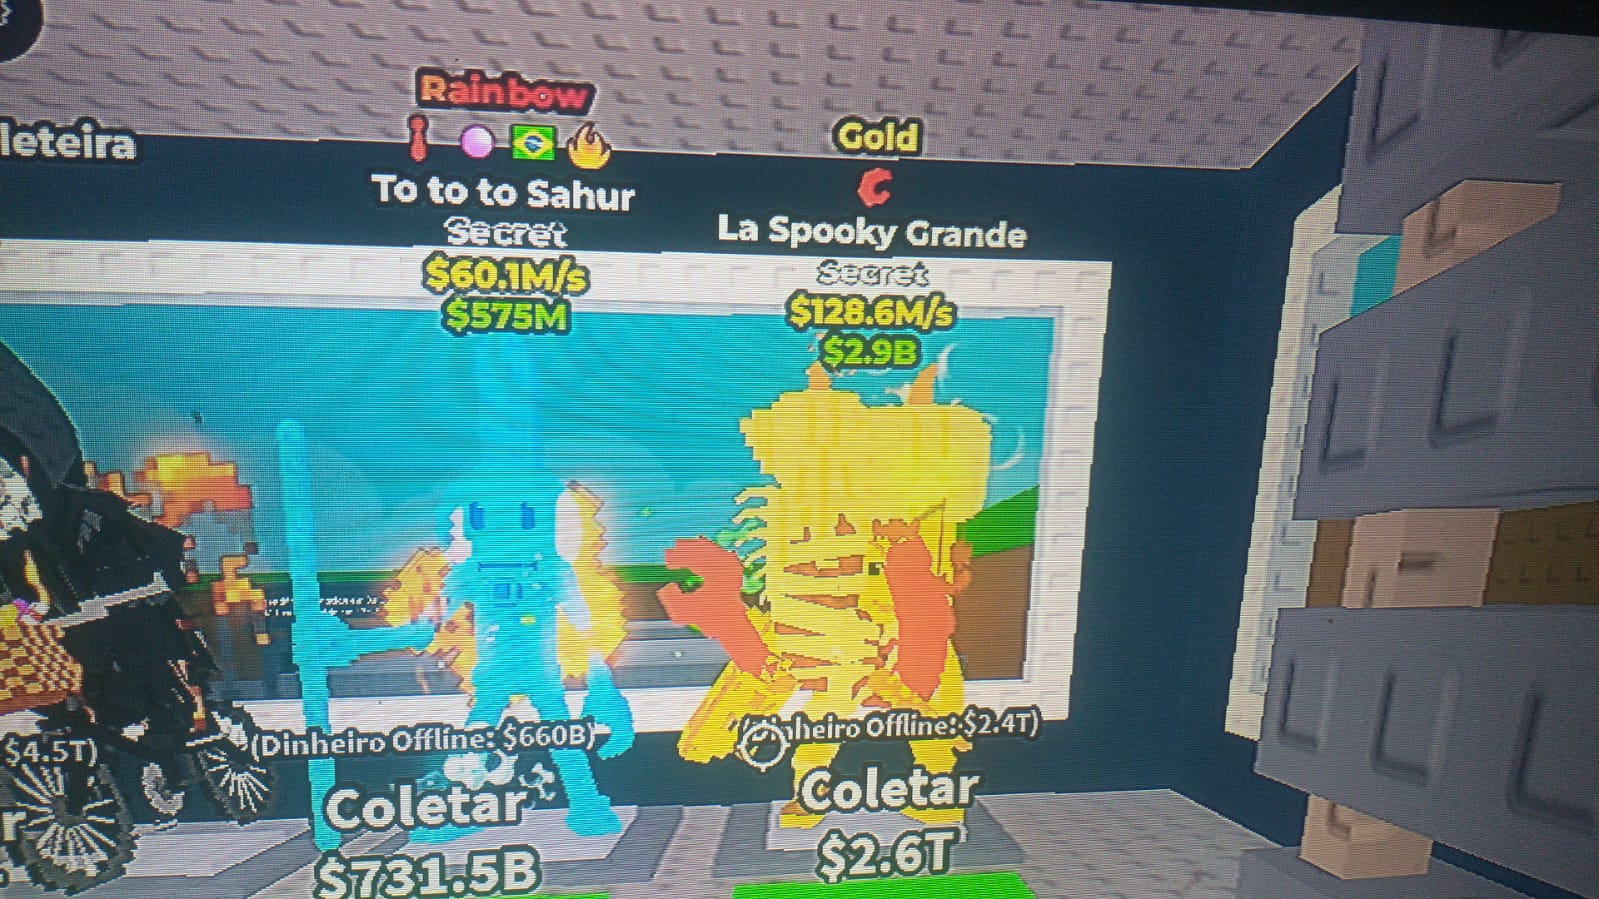 leteira
Rainbow
To to to Sahur
Secret
$60.1M/s
$575M
Gold
La Spooky Grande
Secret
$128.6M/s
$2.9B
$4.5T)
r
(Dinheiro Offline: $660B)
Coletar
$731.5B
nheiro Offline: $2.4T)
Coletar
$2.6T